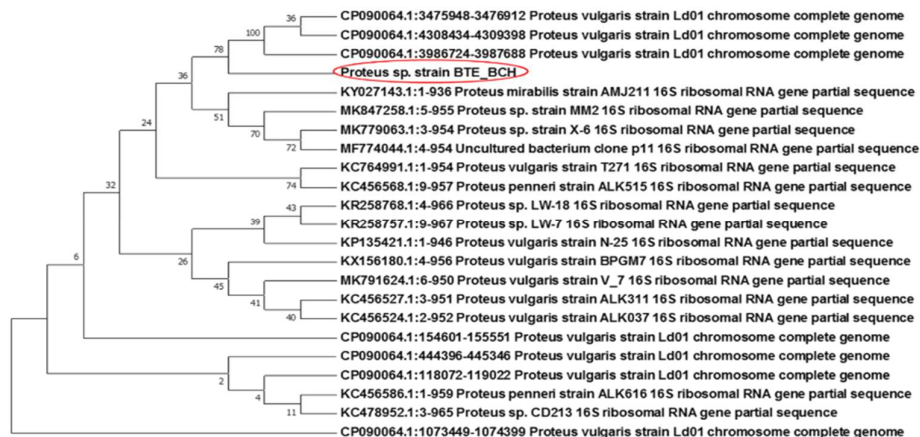 36 CP090064.1:3475948-3476912 Proteus vulgaris strain Ld01 chromosome complete genome
100 CP090064.1:4308434-4309398 Proteus vulgaris strain Ld01 chromosome complete genome
78 CP090064.1:3986724-3987688 Proteus vulgaris strain Ld01 chromosome complete genome
Proteus sp. strain BTE_BCH
36 KY027143.1:1-936 Proteus mirabilis strain AMJ211 16S ribosomal RNA gene partial sequence
51 MK847258.1:5-955 Proteus sp. strain MM2 16S ribosomal RNA gene partial sequence
24 70 MK779063.1:3-954 Proteus sp. strain X-6 16S ribosomal RNA gene partial sequence
72 MF774044.1:4-954 Uncultured bacterium clone p11 16S ribosomal RNA gene partial sequence
KC764991.1:1-954 Proteus vulgaris strain T271 16S ribosomal RNA gene partial sequence
32 74 KC456568.1:9-957 Proteus penneri strain ALK515 16S ribosomal RNA gene partial sequence
43 KR258768.1:4-966 Proteus sp. LW-18 16S ribosomal RNA gene partial sequence
39 KR258757.1:9-967 Proteus sp. LW-7 16S ribosomal RNA gene partial sequence
KP135421.1:1-946 Proteus vulgaris strain N-25 16S ribosomal RNA gene partial sequence
6 26 KX156180.1:4-956 Proteus vulgaris strain BPGM7 16S ribosomal RNA gene partial sequence
45 MK791624.1:6-950 Proteus vulgaris strain V_7 16S ribosomal RNA gene partial sequence
41 KC456527.1:3-951 Proteus vulgaris strain ALK311 16S ribosomal RNA gene partial sequence
40 KC456524.1:2-952 Proteus vulgaris strain ALK037 16S ribosomal RNA gene partial sequence
CP090064.1:154601-155551 Proteus vulgaris strain Ld01 chromosome complete genome
CP090064.1:444396-445346 Proteus vulgaris strain Ld01 chromosome complete genome
2 CP090064.1:118072-119022 Proteus vulgaris strain Ld01 chromosome complete genome
4 KC456586.1:1-959 Proteus penneri strain ALK616 16S ribosomal RNA gene partial sequence
11 KC478952.1:3-965 Proteus sp. CD213 16S ribosomal RNA gene partial sequence
CP090064.1:1073449-1074399 Proteus vulgaris strain Ld01 chromosome complete genome